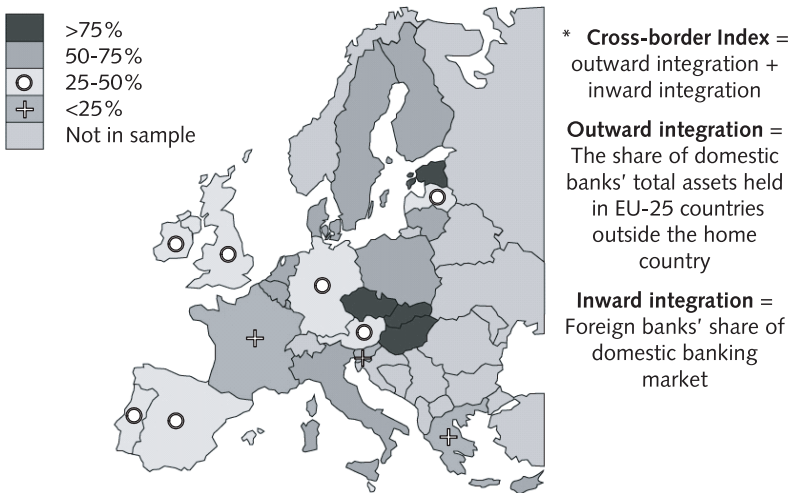 >75%
50-75%
25-50%
<25%
Not in sample
* Cross-border Index =
outward integration +
inward integration
Outward integration =
The share of domestic
banks' total assets held
in EU-25 countries
outside the home
country
Inward integration =
Foreign banks' share of
domestic banking
market